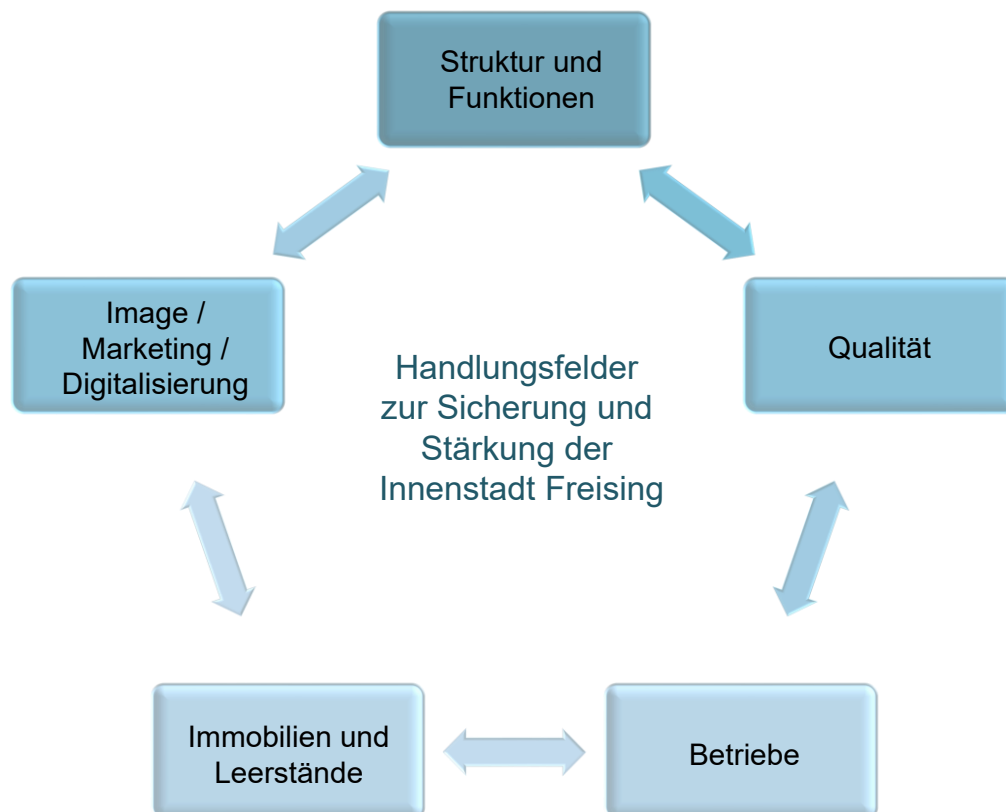 Struktur und
Funktionen
Image /
Marketing /
Digitalisierung
Qualität
Handlungsfelder
zur Sicherung und
Stärkung der
Innenstadt Freising
Immobilien und
Leerstände
Betriebe